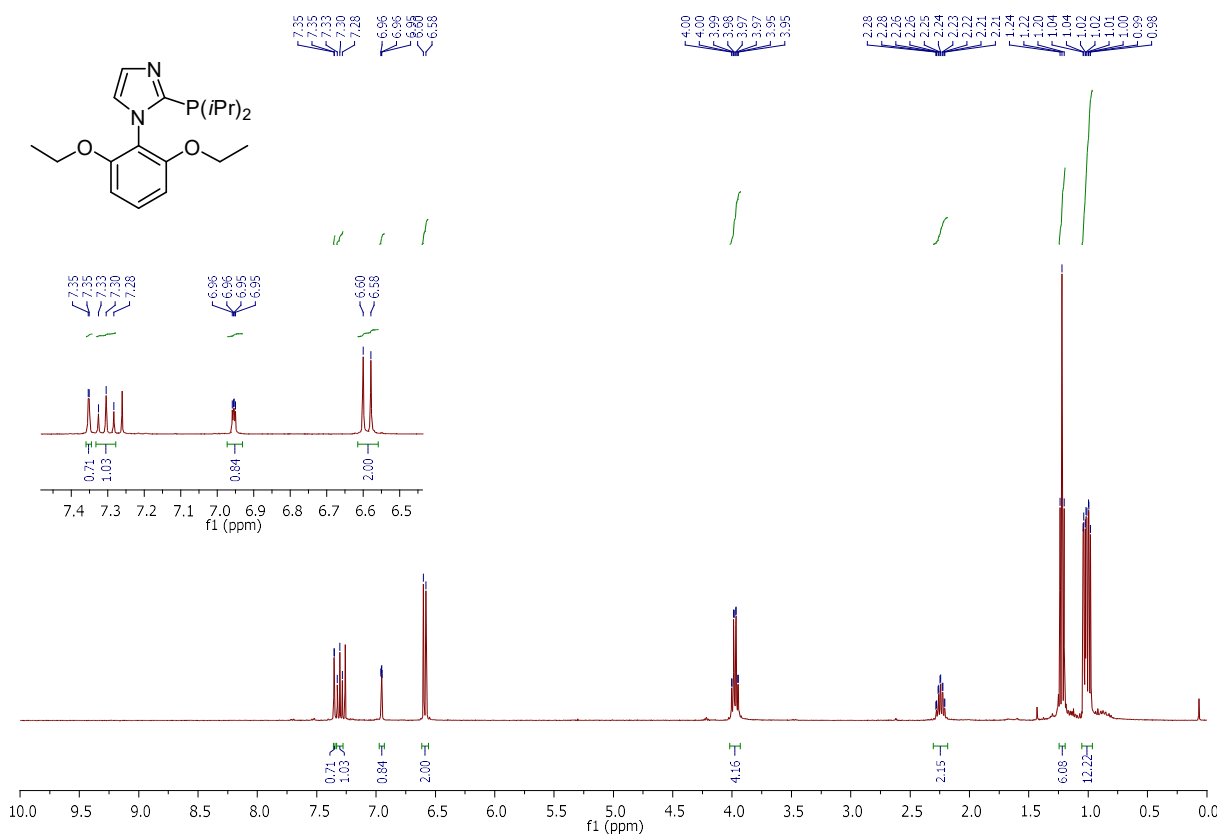 7.35 7.35 7.33 7.30 7.28 6.96 6.96 6.95 6.60 6.58 4.00 4.00 3.99 3.98 3.97 3.97 3.95 3.95 2.28 2.28 2.26 2.26 2.25 2.24 2.23 2.22 2.21 2.21 1.24 1.22 1.20 1.04 1.04 1.02 1.02 1.01 1.00 0.99 0.98
N
N
P(iPr)2
O
O
7.35 7.35 7.33 7.30 7.28 6.96 6.96 6.95 6.95 6.60 6.58
0.71 1.03 0.84 2.00
7.4 7.3 7.2 7.1 7.0 6.9 6.8 6.7 6.6 6.5
f1 (ppm)
0.71 1.03 0.84 2.00 4.16 2.15 6.08 12.22
10.0 9.5 9.0 8.5 8.0 7.5 7.0 6.5 6.0 5.5 5.0 4.5 4.0 3.5 3.0 2.5 2.0 1.5 1.0 0.5 0.0
f1 (ppm)